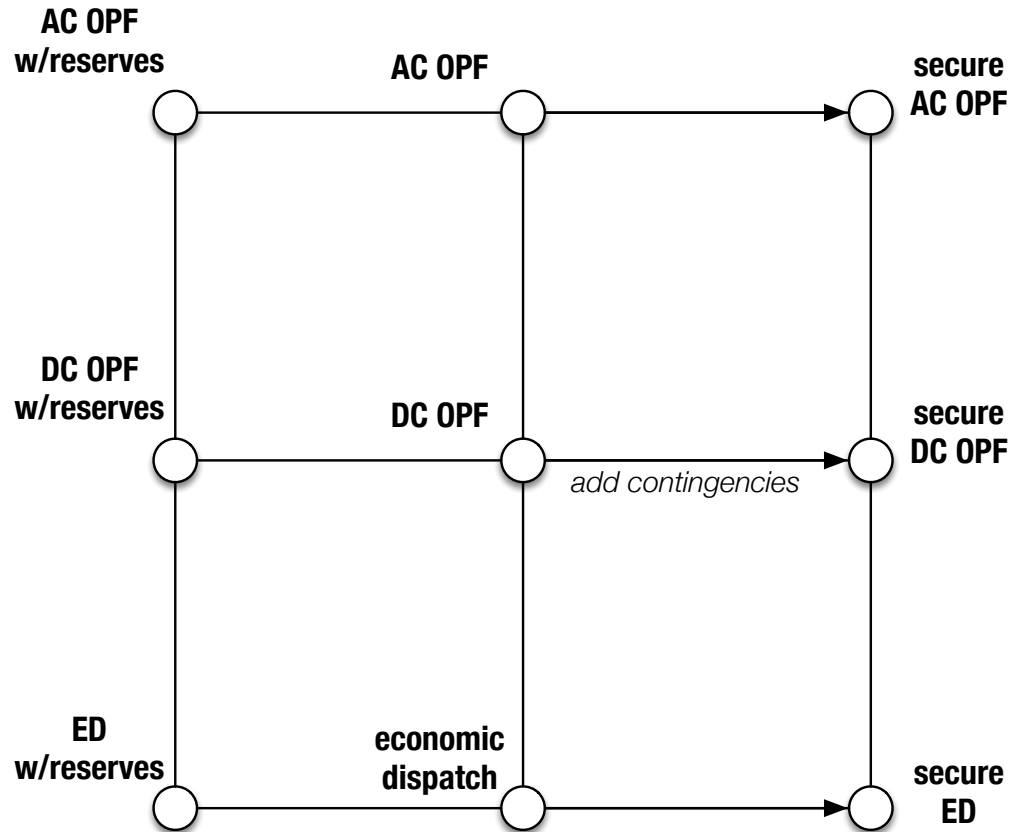 AC OPF
w/reserves
AC OPF
secure
AC OPF
DC OPF
w/reserves
DC OPF
secure
DC OPF
add contingencies
ED
w/reserves
economic
dispatch
secure
ED